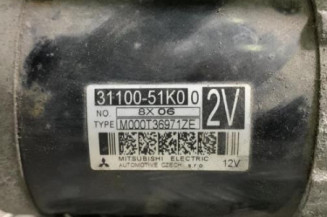 31100-51K0 0 2V
NO. 8X 06
TYPE M000T36971ZE
MITSUBISHI ELECTRIC
AUTOMOTIVE CZECH s.r.o. 12V